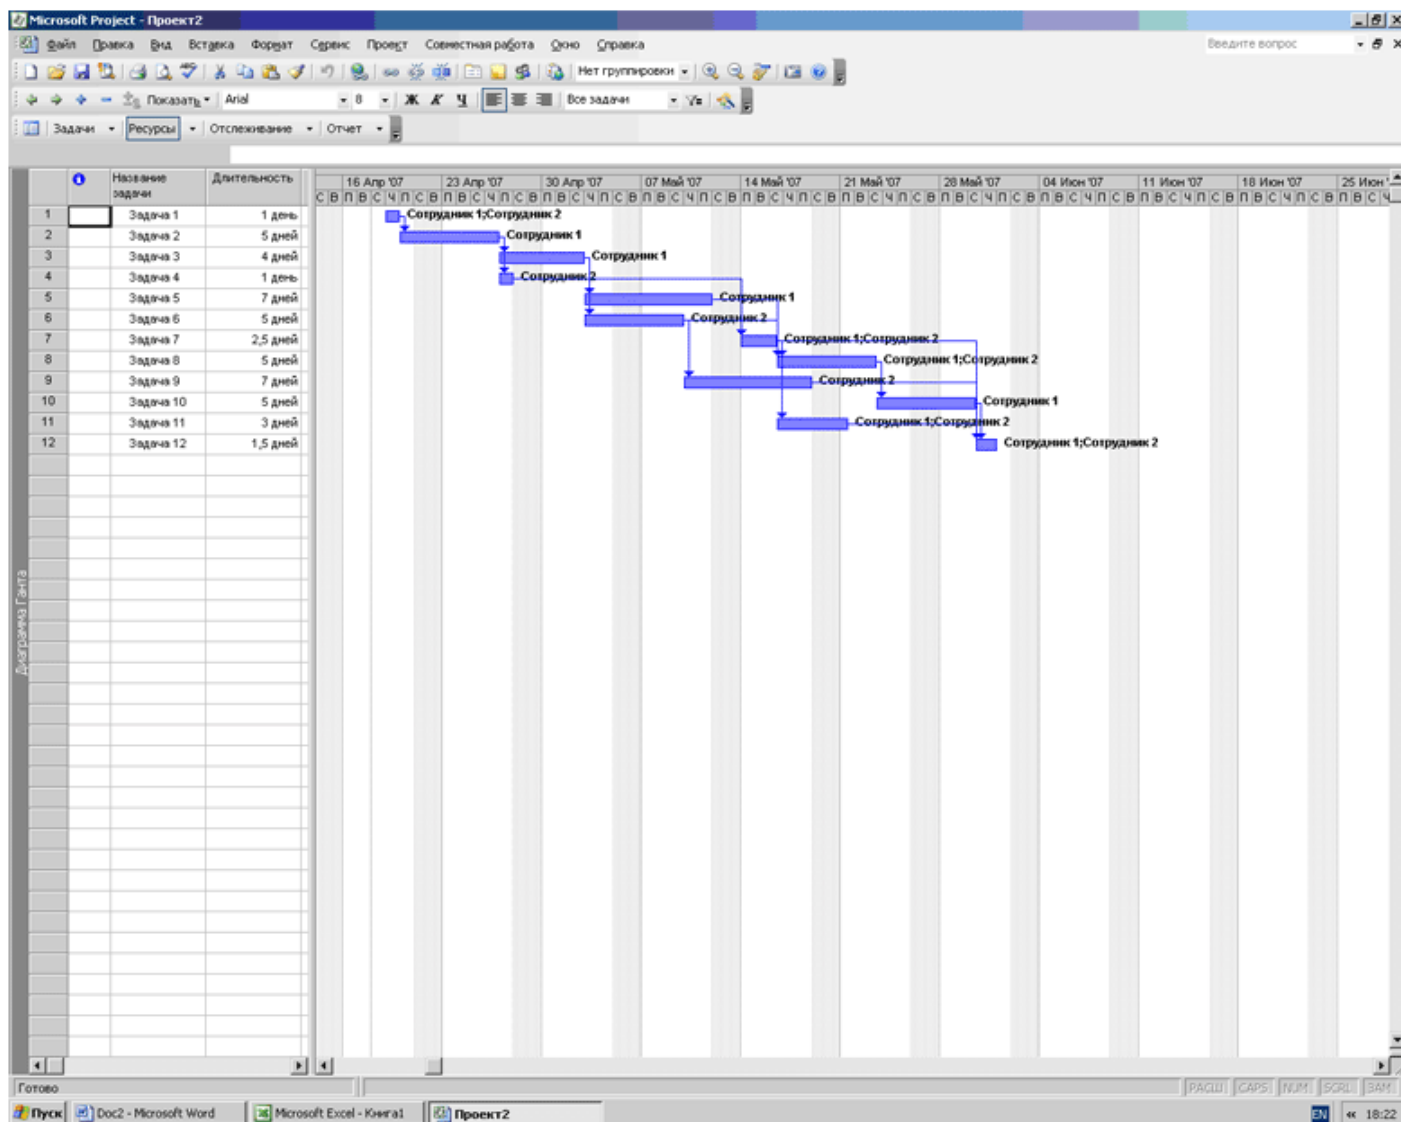 Microsoft Project - Проект2
Файл Правка Вид Вставка Формат Сервис Проект Совместная работа Окно Справка Введите вопрос
Нет группировки
Показать Arial 8 Ж К Ч Все задачи
Задачи Ресурсы Отслеживание Отчет
Название задачи Длительность 16 Апр '07 23 Апр '07 30 Апр '07 07 Май '07 14 Май '07 21 Май '07 28 Май '07 04 Июн '07 11 Июн '07 18 Июн '07 25 Июн '
С В П В С Ч П С В П В С Ч П С В П В С Ч П С В П В С Ч П С В П В С Ч П С В П В С Ч П С В П В С Ч П С В П В С Ч П С В П В С Ч П С В П В С Ч П С В П В С Ч
1 Задача 1 1 день Сотрудник 1;Сотрудник 2
2 Задача 2 5 дней Сотрудник 1
3 Задача 3 4 дней Сотрудник 1
4 Задача 4 1 день Сотрудник 2
5 Задача 5 7 дней Сотрудник 1
6 Задача 6 5 дней Сотрудник 2
7 Задача 7 2,5 дней Сотрудник 1;Сотрудник 2
8 Задача 8 5 дней Сотрудник 1;Сотрудник 2
9 Задача 9 7 дней Сотрудник 2
10 Задача 10 5 дней Сотрудник 1
11 Задача 11 3 дней Сотрудник 1;Сотрудник 2
12 Задача 12 1,5 дней Сотрудник 1;Сотрудник 2
Диаграмма Ганта
Готово РАСШ CAPS NUM SCRL ЗАМ
Пуск Doc2 - Microsoft Word Microsoft Excel - Книга1 Проект2 EN « 18:22